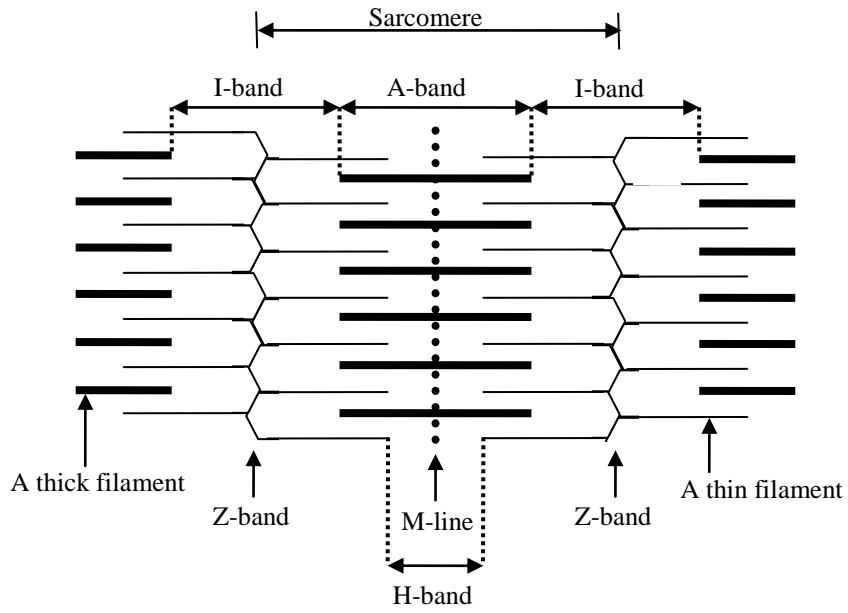 Sarcomere
I-band A-band I-band
A thick filament A thin filament
Z-band M-line Z-band
H-band